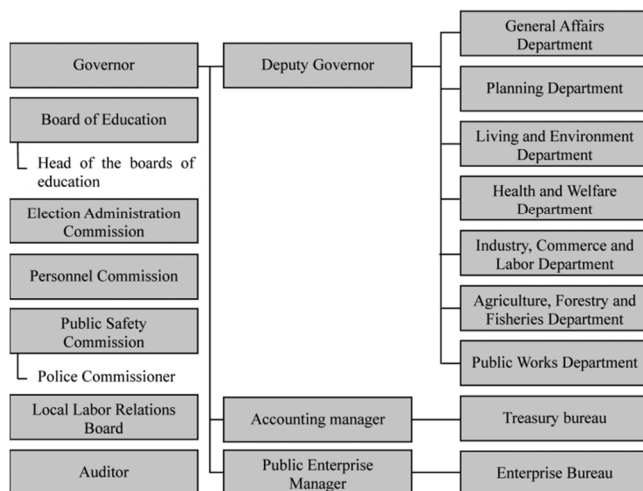 Governor
Board of Education
Head of the boards of
education
Election Administration
Commission
Personnel Commission
Public Safety
Commission
Police Commissioner
Local Labor Relations
Board
Auditor
Deputy Governor
Accounting manager
Public Enterprise
Manager
General Affairs
Department
Planning Department
Living and Environment
Department
Health and Welfare
Department
Industry, Commerce and
Labor Department
Agriculture, Forestry and
Fisheries Department
Public Works Department
Treasury bureau
Enterprise Bureau